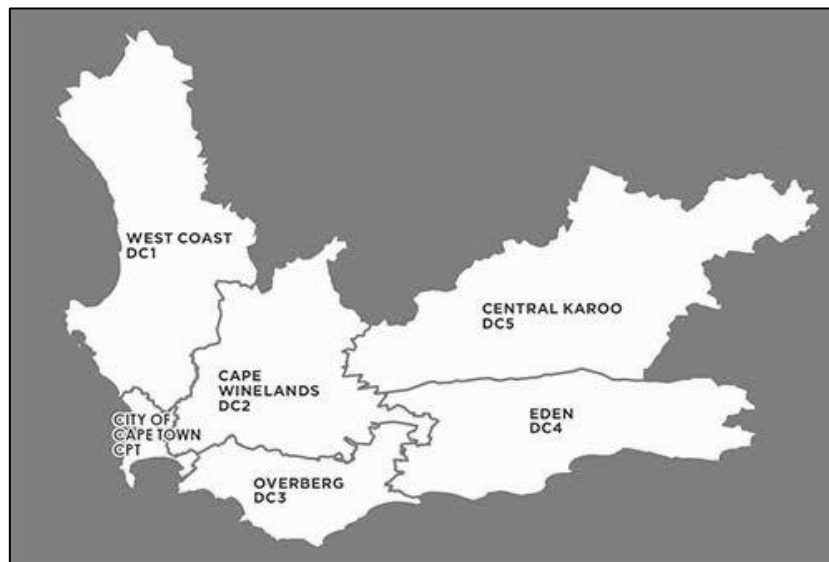 WEST COAST
DC1
CENTRAL KAROO
DC5
CAPE
WINELANDS
DC2
EDEN
DC4
CITY OF
CAPE TOWN
CPT
OVERBERG
DC3